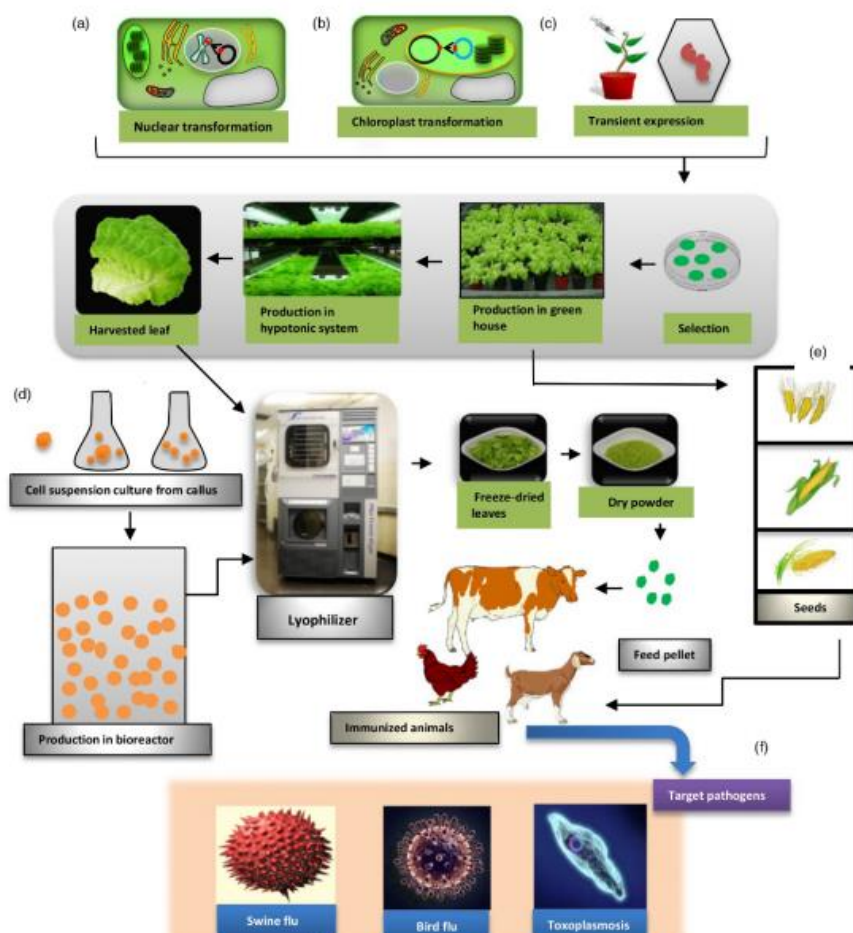 (a)
(b)
(c)
Nuclear transformation
Chloroplast transformation
Transient expression
Harvested leaf
Production in
hypotonic system
Production in green
house
Selection
(d)
(e)
Cell suspension culture from callus
Freeze-dried
leaves
Dry powder
Lyophilizer
Seeds
Feed pellet
Immunized animals
Production in bioreactor
(f)
Target pathogens
Swine flu
Bird flu
Toxoplasmosis